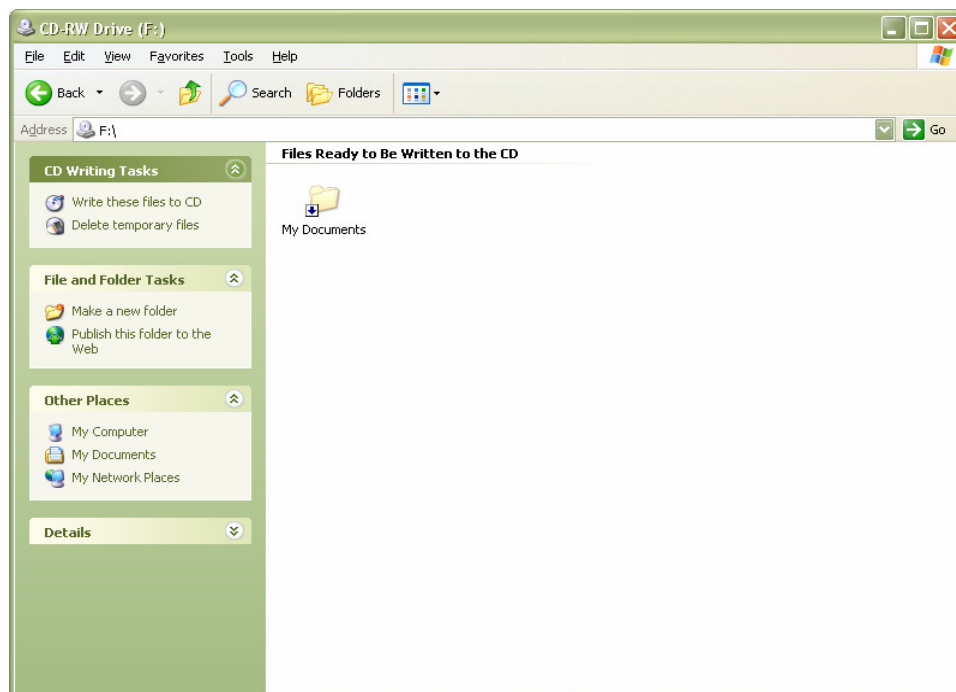 CD-RW Drive (F:)
File Edit View Favorites Tools Help
Back Search Folders
Address F:\ Go
CD Writing Tasks
Write these files to CD
Delete temporary files
File and Folder Tasks
Make a new folder
Publish this folder to the
Web
Other Places
My Computer
My Documents
My Network Places
Details
Files Ready to Be Written to the CD
My Documents